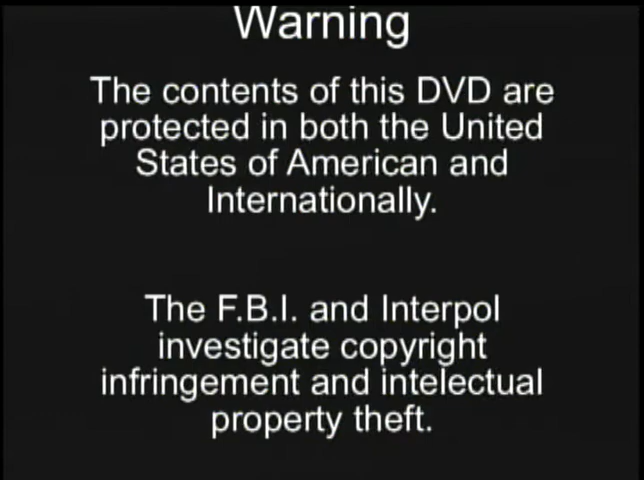 Warning
The contents of this DVD are
protected in both the United
States of American and
Internationally.
The F.B.I. and Interpol
investigate copyright
infringement and intelectual
property theft.